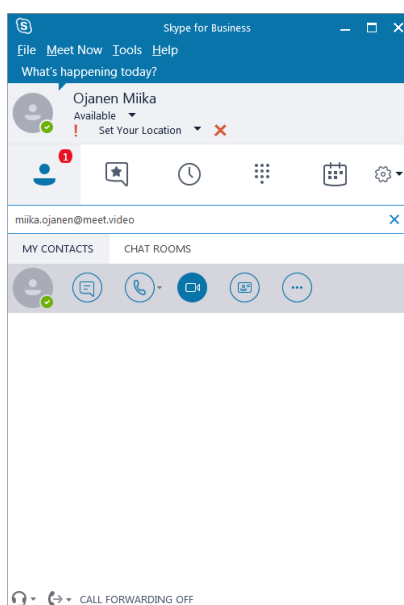 Skype for Business
File Meet Now Tools Help
What's happening today?
Ojanen Miika
Available
! Set Your Location
1
miika.ojanen@meet.video
MY CONTACTS CHAT ROOMS
CALL FORWARDING OFF